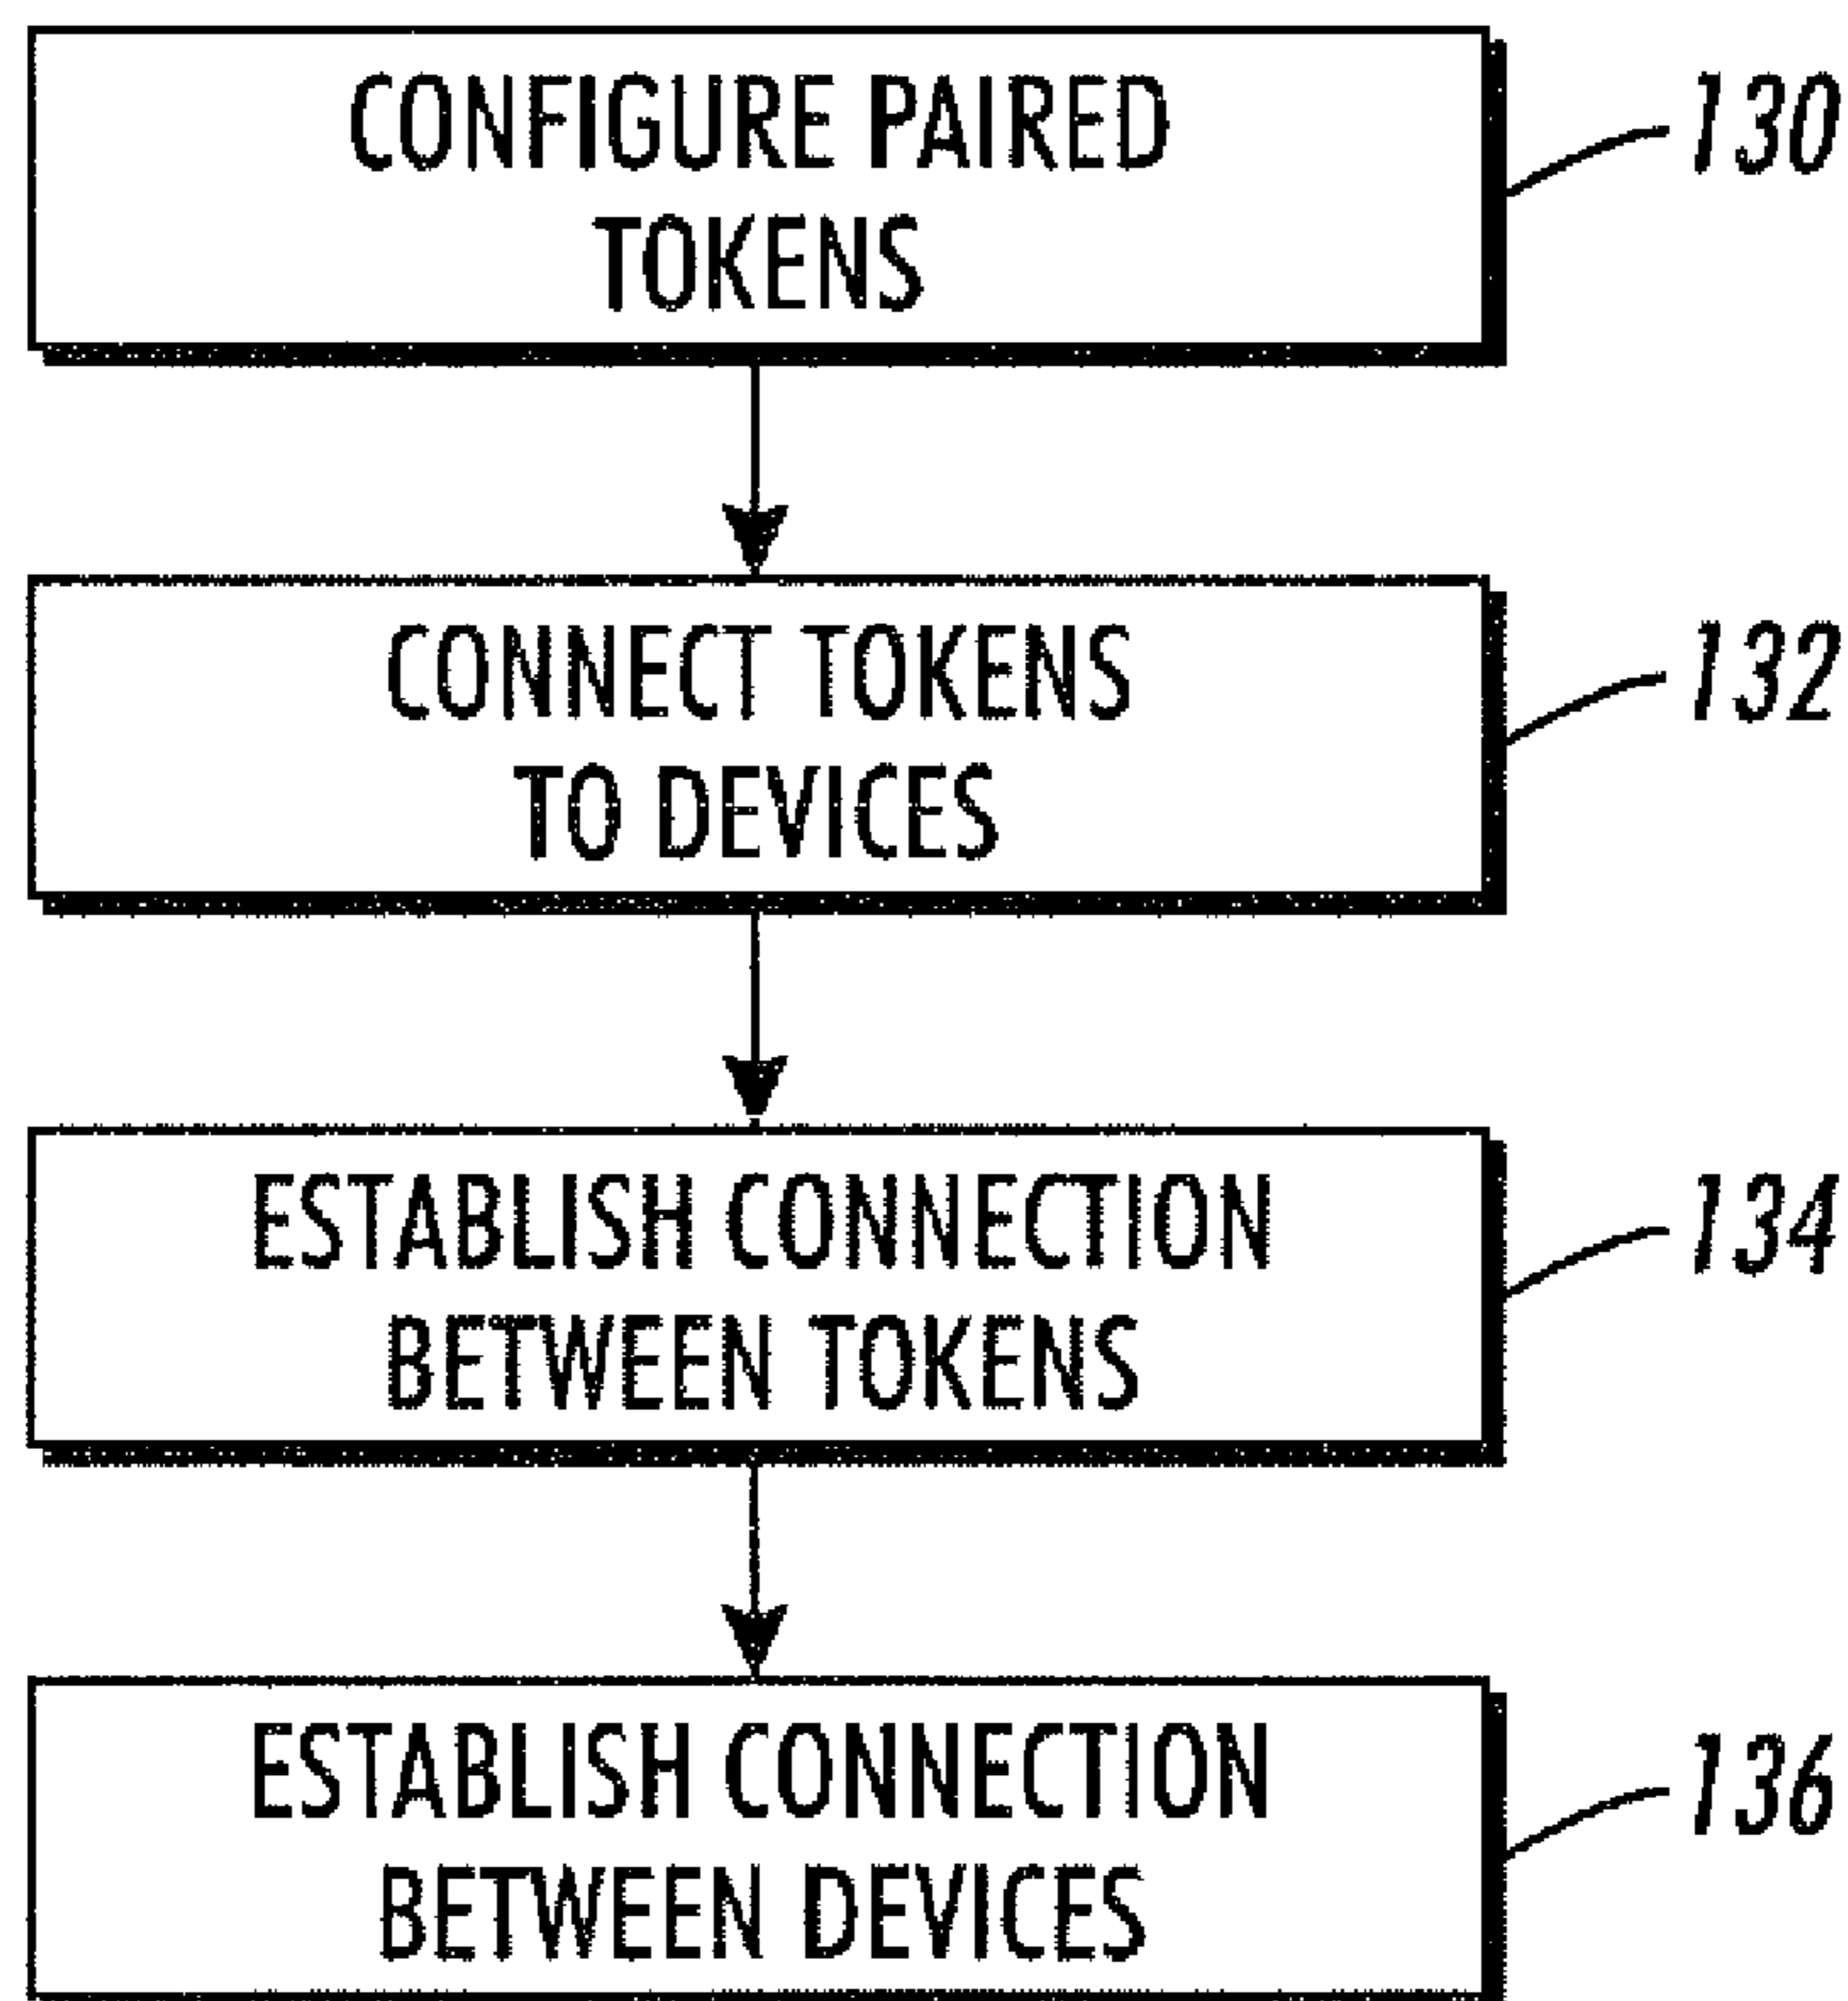 CONFIGURE PAIRED
TOKENS
130
CONNECT TOKENS
TO DEVICES
132
ESTABLISH CONNECTION
BETWEEN TOKENS
134
ESTABLISH CONNECTION
BETWEEN DEVICES
136